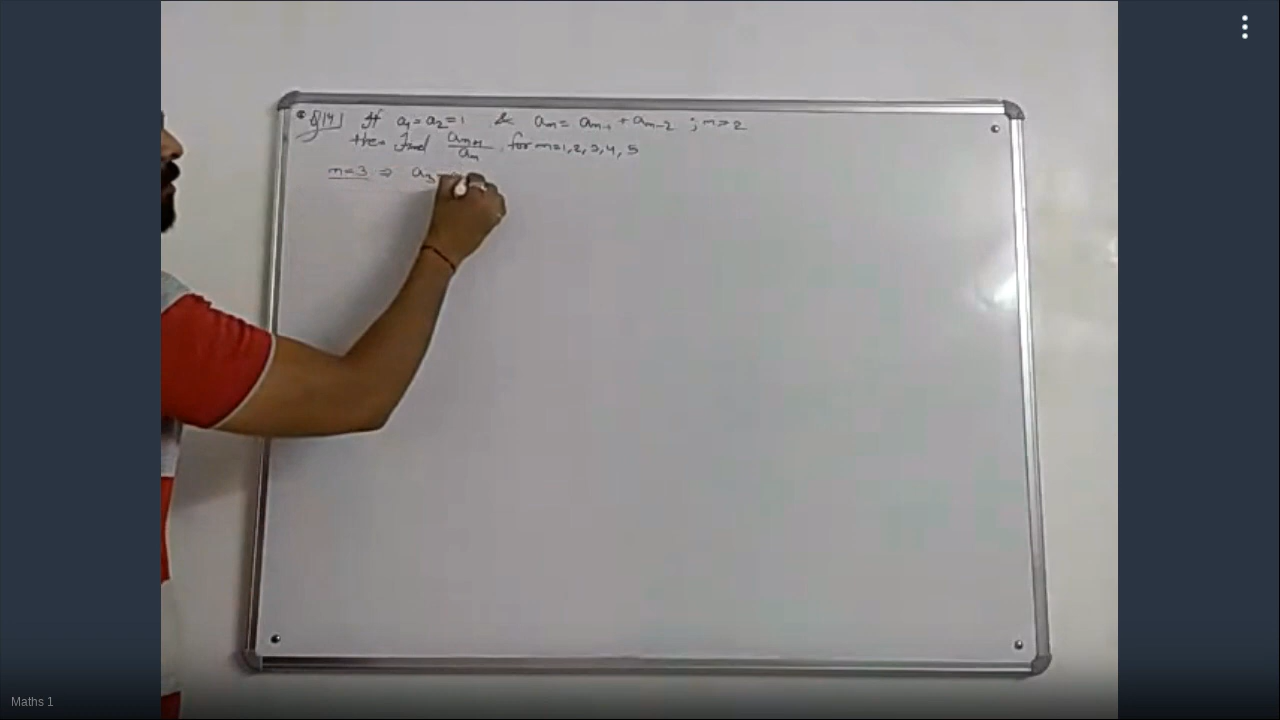 Q14] If a₁ = a₂ = 1 & aₙ = aₙ₋₁ + aₙ₋₂ ; n > 2
then find aₙ₊₁/aₙ , for n=1,2,3,4,5
n=3 ⇒ a₃ =
Maths 1